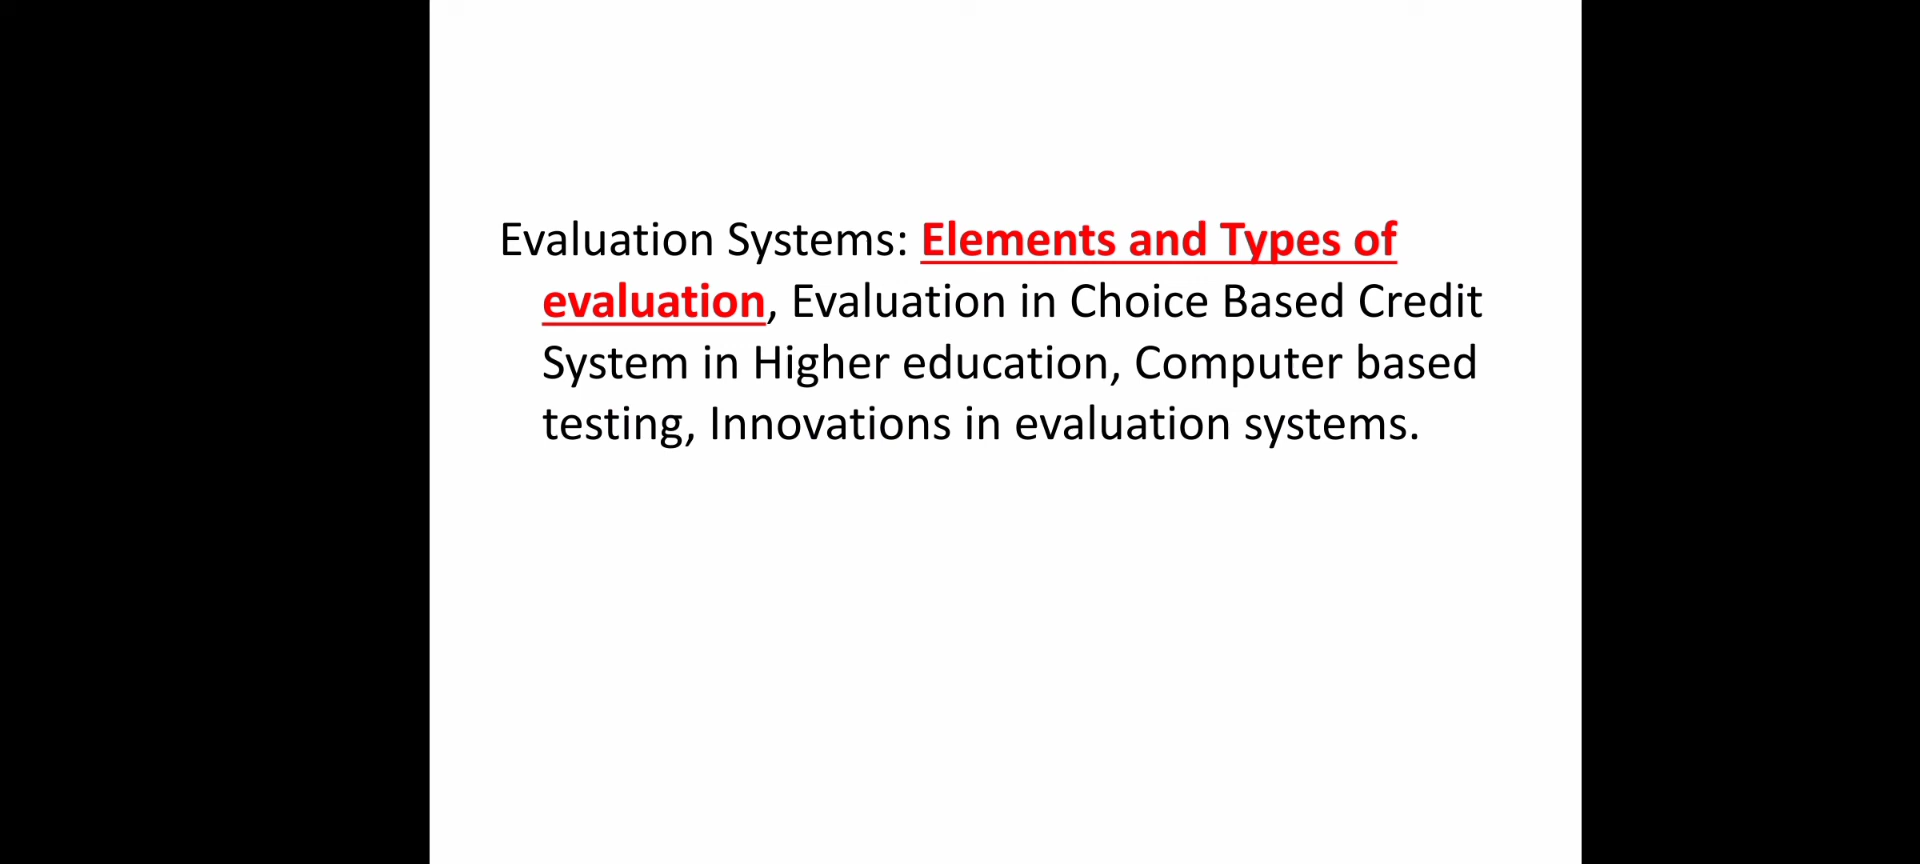 Evaluation Systems: Elements and Types of
evaluation, Evaluation in Choice Based Credit
System in Higher education, Computer based
testing, Innovations in evaluation systems.